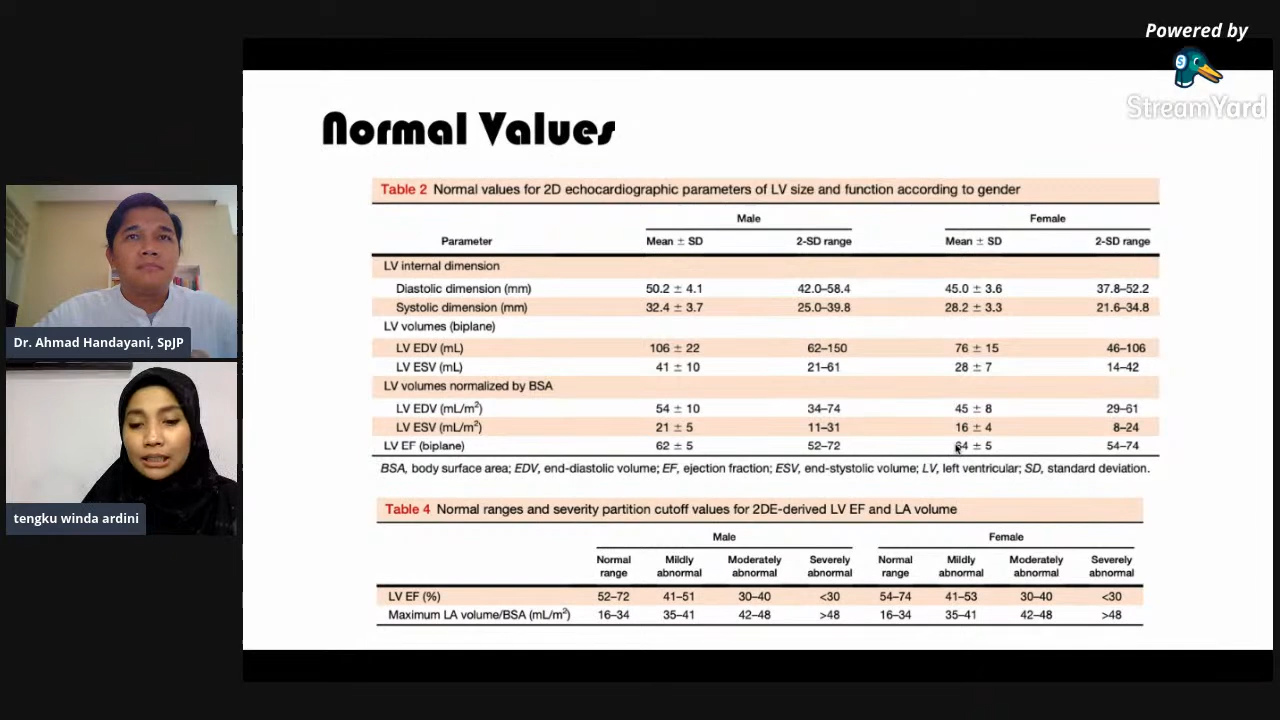 Powered by
S
StreamYard
Normal Values
Table 2 Normal values for 2D echocardiographic parameters of LV size and function according to gender
Male Female
Parameter Mean ± SD 2-SD range Mean ± SD 2-SD range
LV internal dimension
Diastolic dimension (mm) 50.2 ± 4.1 42.0–58.4 45.0 ± 3.6 37.8–52.2
Systolic dimension (mm) 32.4 ± 3.7 25.0–39.8 28.2 ± 3.3 21.6–34.8
LV volumes (biplane)
LV EDV (mL) 106 ± 22 62–150 76 ± 15 46–106
LV ESV (mL) 41 ± 10 21–61 28 ± 7 14–42
LV volumes normalized by BSA
LV EDV (mL/m²) 54 ± 10 34–74 45 ± 8 29–61
LV ESV (mL/m²) 21 ± 5 11–31 16 ± 4 8–24
LV EF (biplane) 62 ± 5 52–72 64 ± 5 54–74
BSA, body surface area; EDV, end-diastolic volume; EF, ejection fraction; ESV, end-systolic volume; LV, left ventricular; SD, standard deviation.
Table 4 Normal ranges and severity partition cutoff values for 2DE-derived LV EF and LA volume
Male Female
Normal Mildly Moderately Severely Normal Mildly Moderately Severely
range abnormal abnormal abnormal range abnormal abnormal abnormal
LV EF (%) 52–72 41–51 30–40 <30 54–74 41–53 30–40 <30
Maximum LA volume/BSA (mL/m²) 16–34 35–41 42–48 >48 16–34 35–41 42–48 >48
Dr. Ahmad Handayani, SpJP
tengku winda ardini